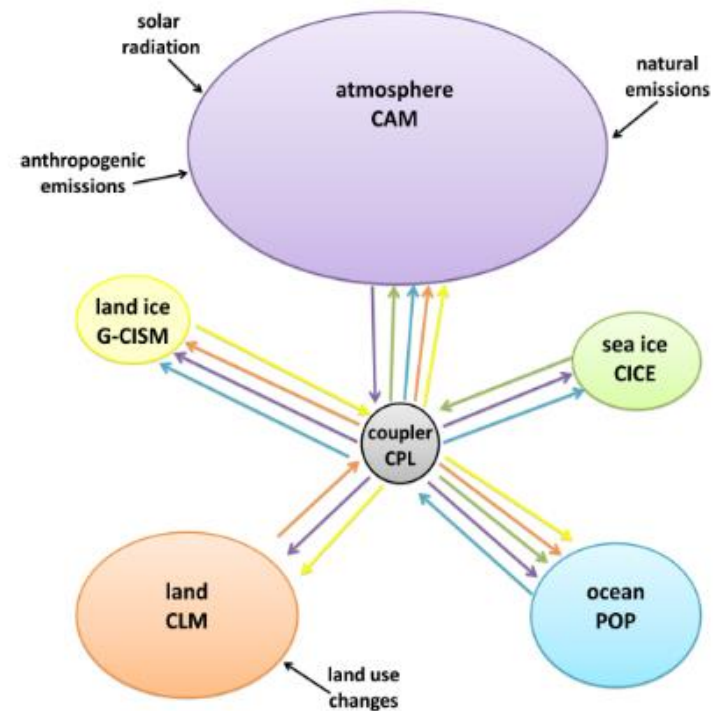 solar
radiation
atmosphere
CAM
natural
emissions
anthropogenic
emissions
land ice
G-CISM
sea ice
CICE
coupler
CPL
land
CLM
ocean
POP
land use
changes